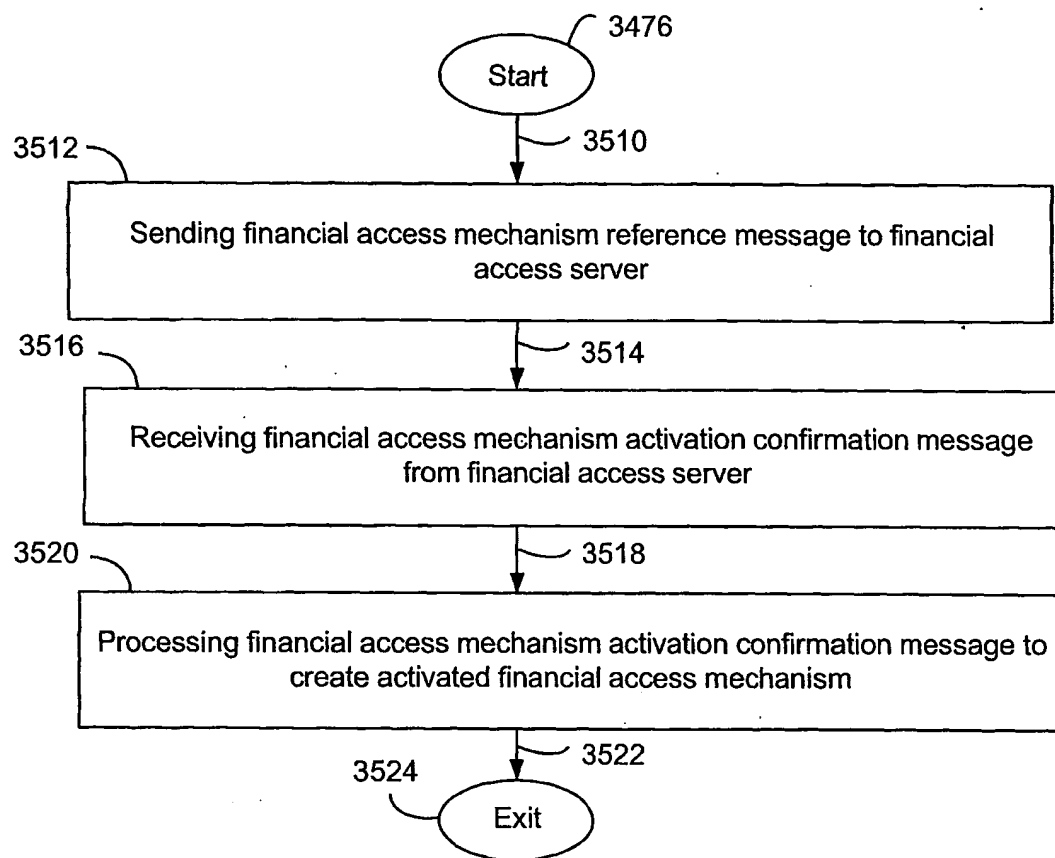 3476
Start
3510
3512
Sending financial access mechanism reference message to financial
access server
3514
3516
Receiving financial access mechanism activation confirmation message
from financial access server
3518
3520
Processing financial access mechanism activation confirmation message to
create activated financial access mechanism
3522
3524
Exit